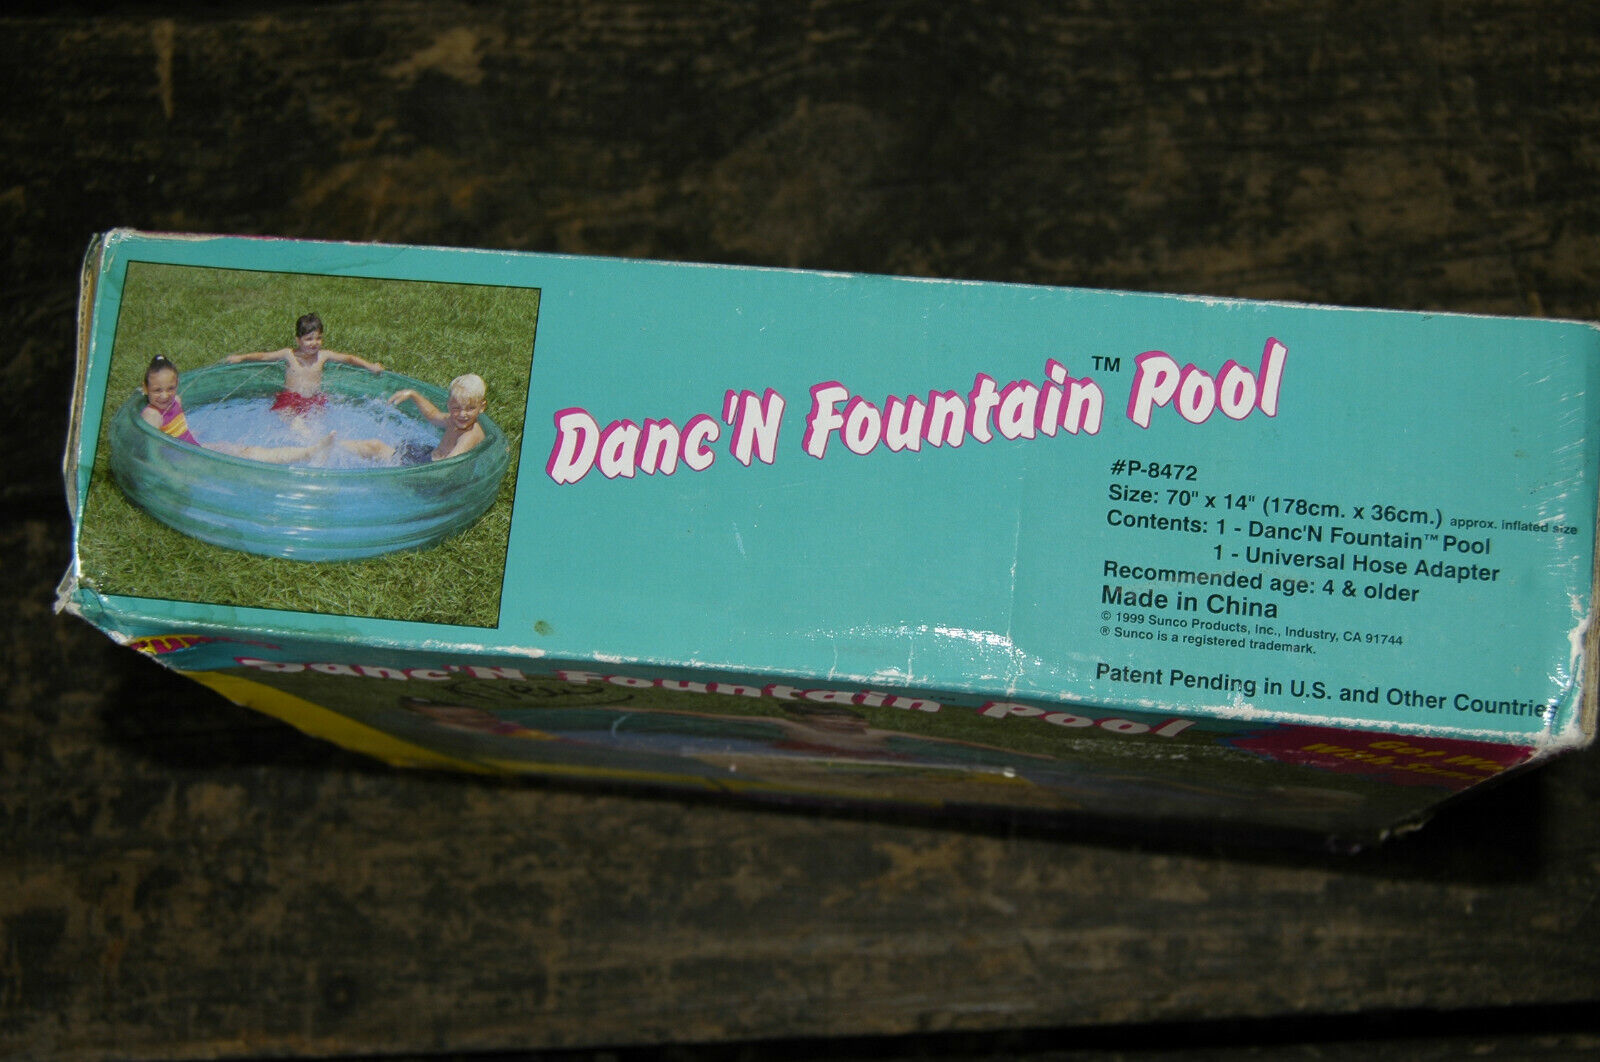 Danc'N Fountain™ Pool
#P-8472
Size: 70" x 14" (178cm. x 36cm.) approx. inflated size
Contents: 1 - Danc'N Fountain™ Pool
1 - Universal Hose Adapter
Recommended age: 4 & older
Made in China
© 1999 Sunco Products, Inc., Industry, CA 91744
® Sunco is a registered trademark.
Patent Pending in U.S. and Other Countries
Danc'N Fountain™ Pool
Get Wet